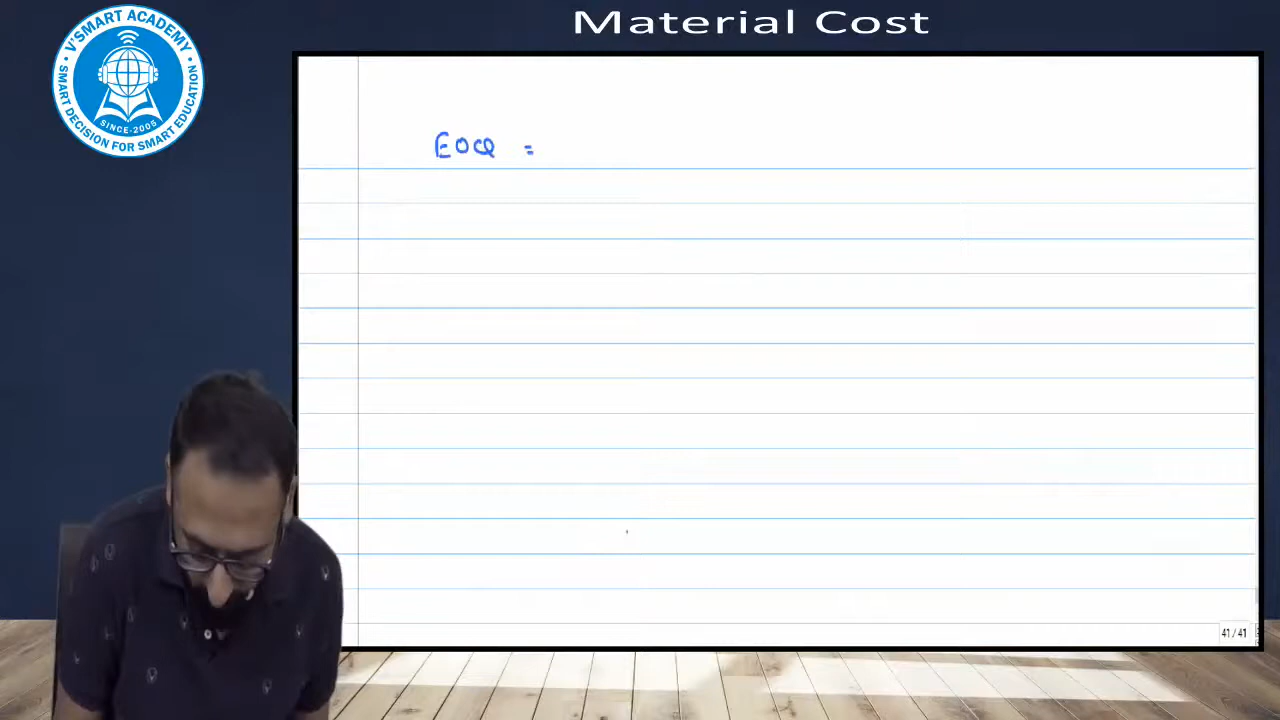 Material Cost
V'SMART ACADEMY
SINCE-2005
SMART DECISION FOR SMART EDUCATION
EOQ =
41/41